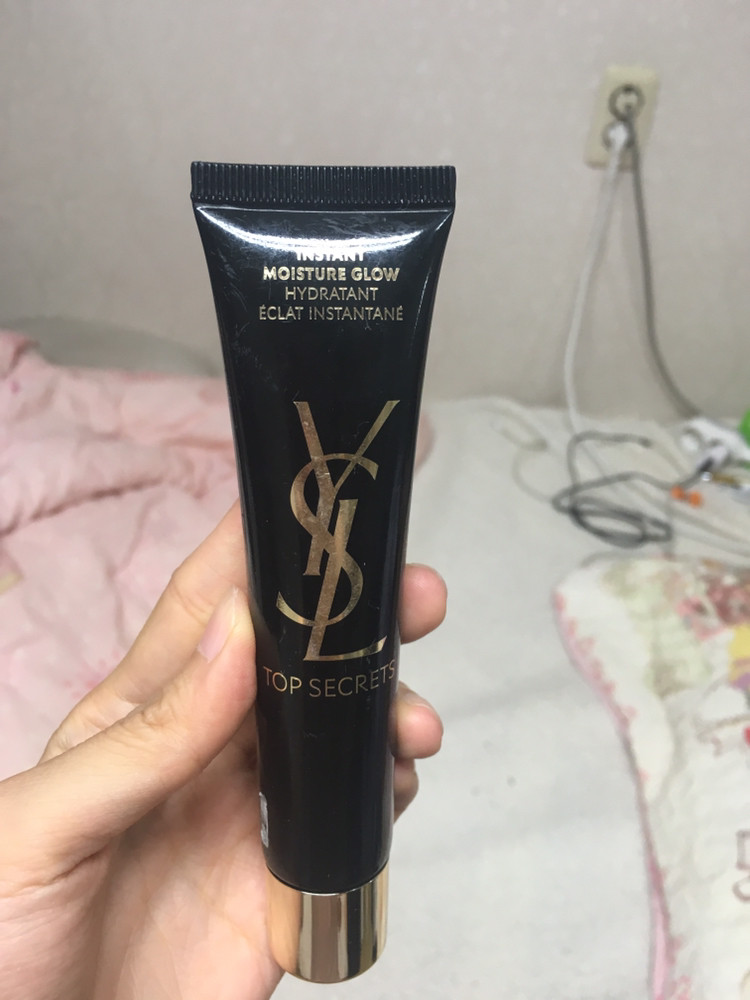 INSTANT
MOISTURE GLOW
HYDRATANT
ÉCLAT INSTANTANÉ
YSL
TOP SECRETS